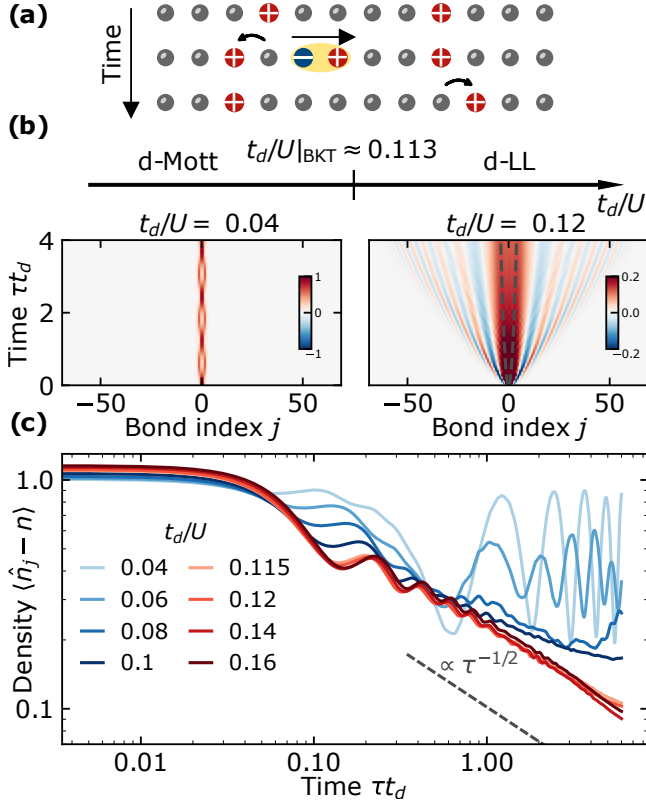 (a)
Time
(b)
t_d/U|_BKT ≈ 0.113
d-Mott
d-LL
t_d/U
t_d/U = 0.04
t_d/U = 0.12
Time τt_d
4
2
0
1
0
−1
0.2
0
−0.2
−50 0 50
−50 0 50
Bond index j
Bond index j
(c)
Density ⟨n̂_j − n⟩
1.0
0.1
t_d/U
0.04 0.115
0.06 0.12
0.08 0.14
0.1 0.16
∝ τ^{−1/2}
0.01 0.10 1.00
Time τt_d